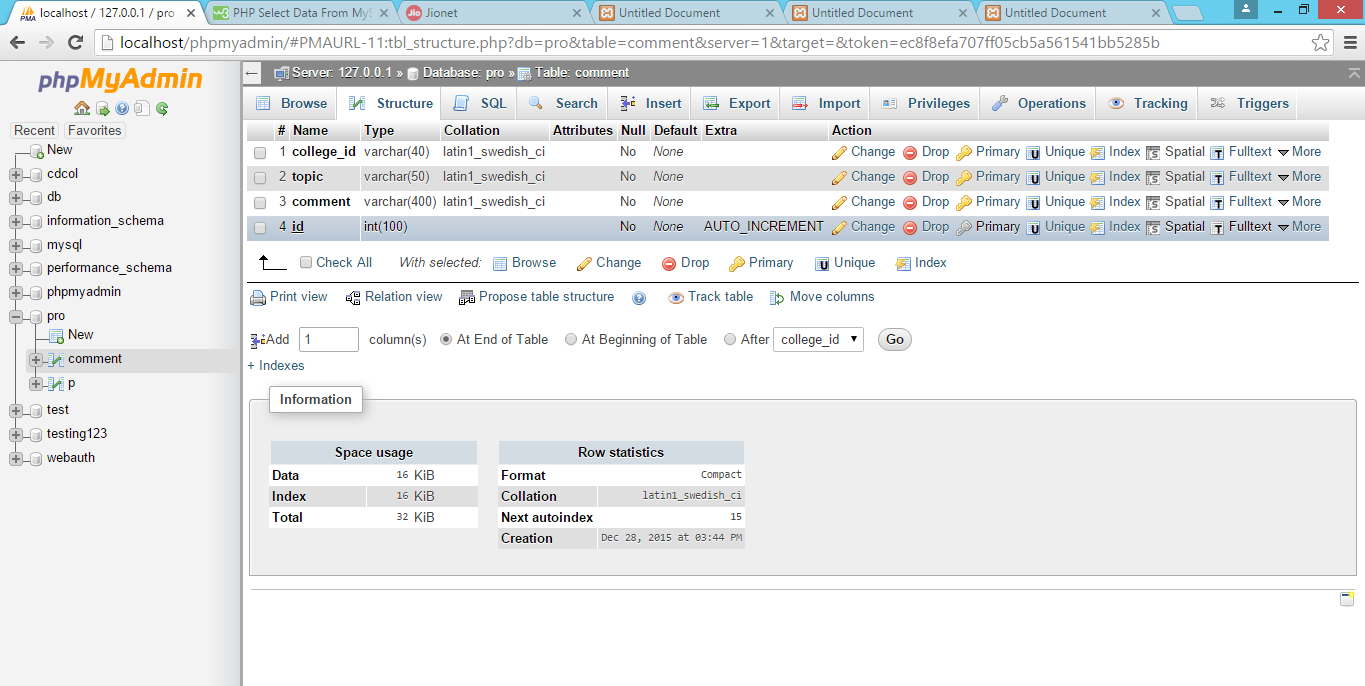 localhost / 127.0.0.1 / pro
PHP Select Data From MyS
Jionet
Untitled Document
Untitled Document
Untitled Document
localhost/phpmyadmin/#PMAURL-11:tbl_structure.php?db=pro&table=comment&server=1&target=&token=ec8f8efa707ff05cb5a561541bb5285b
phpMyAdmin
Recent Favorites
New
cdcol
db
information_schema
mysql
performance_schema
phpmyadmin
pro
New
comment
p
test
testing123
webauth
Server: 127.0.0.1 » Database: pro » Table: comment
Browse Structure SQL Search Insert Export Import Privileges Operations Tracking Triggers
# Name Type Collation Attributes Null Default Extra Action
1 college_id varchar(40) latin1_swedish_ci No None Change Drop Primary Unique Index Spatial Fulltext More
2 topic varchar(50) latin1_swedish_ci No None Change Drop Primary Unique Index Spatial Fulltext More
3 comment varchar(400) latin1_swedish_ci No None Change Drop Primary Unique Index Spatial Fulltext More
4 id int(100) No None AUTO_INCREMENT Change Drop Primary Unique Index Spatial Fulltext More
Check All With selected: Browse Change Drop Primary Unique Index
Print view Relation view Propose table structure Track table Move columns
Add 1 column(s) At End of Table At Beginning of Table After college_id Go
+ Indexes
Information
Space usage
Data 16 KiB
Index 16 KiB
Total 32 KiB
Row statistics
Format Compact
Collation latin1_swedish_ci
Next autoindex 15
Creation Dec 28, 2015 at 03:44 PM